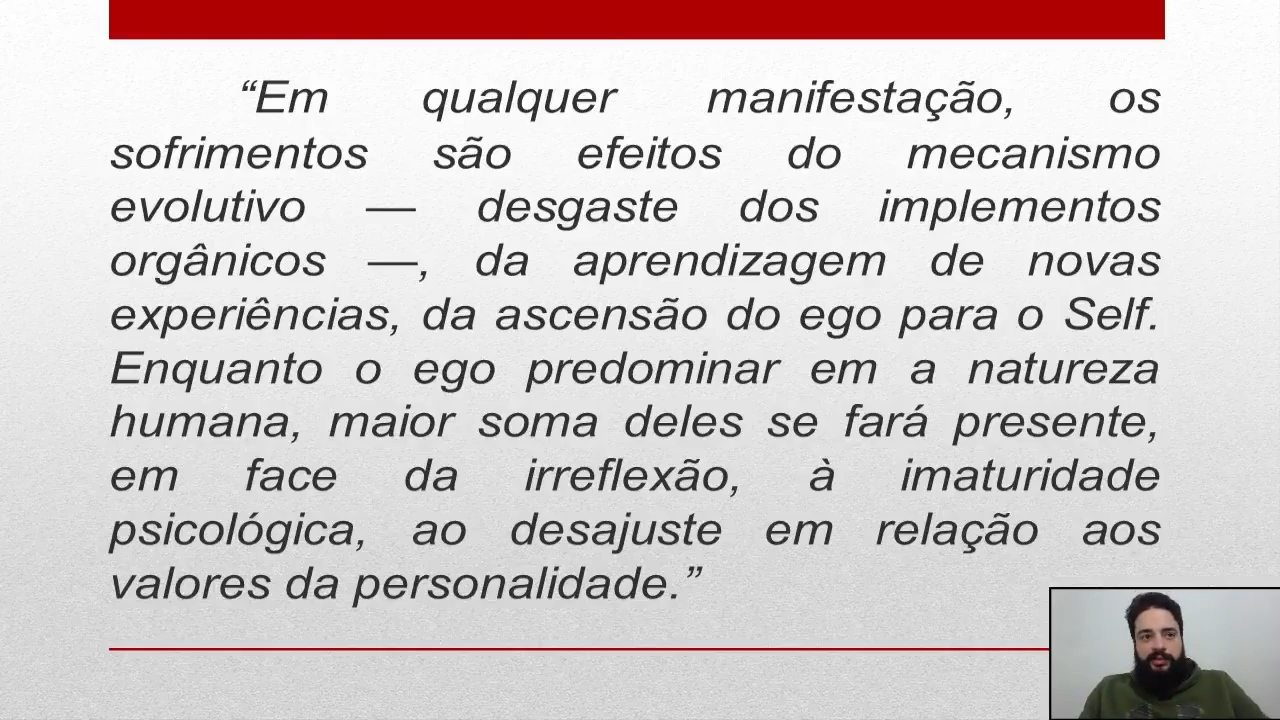 “Em qualquer manifestação, os
sofrimentos são efeitos do mecanismo
evolutivo — desgaste dos implementos
orgânicos —, da aprendizagem de novas
experiências, da ascensão do ego para o Self.
Enquanto o ego predominar em a natureza
humana, maior soma deles se fará presente,
em face da irreflexão, à imaturidade
psicológica, ao desajuste em relação aos
valores da personalidade.”